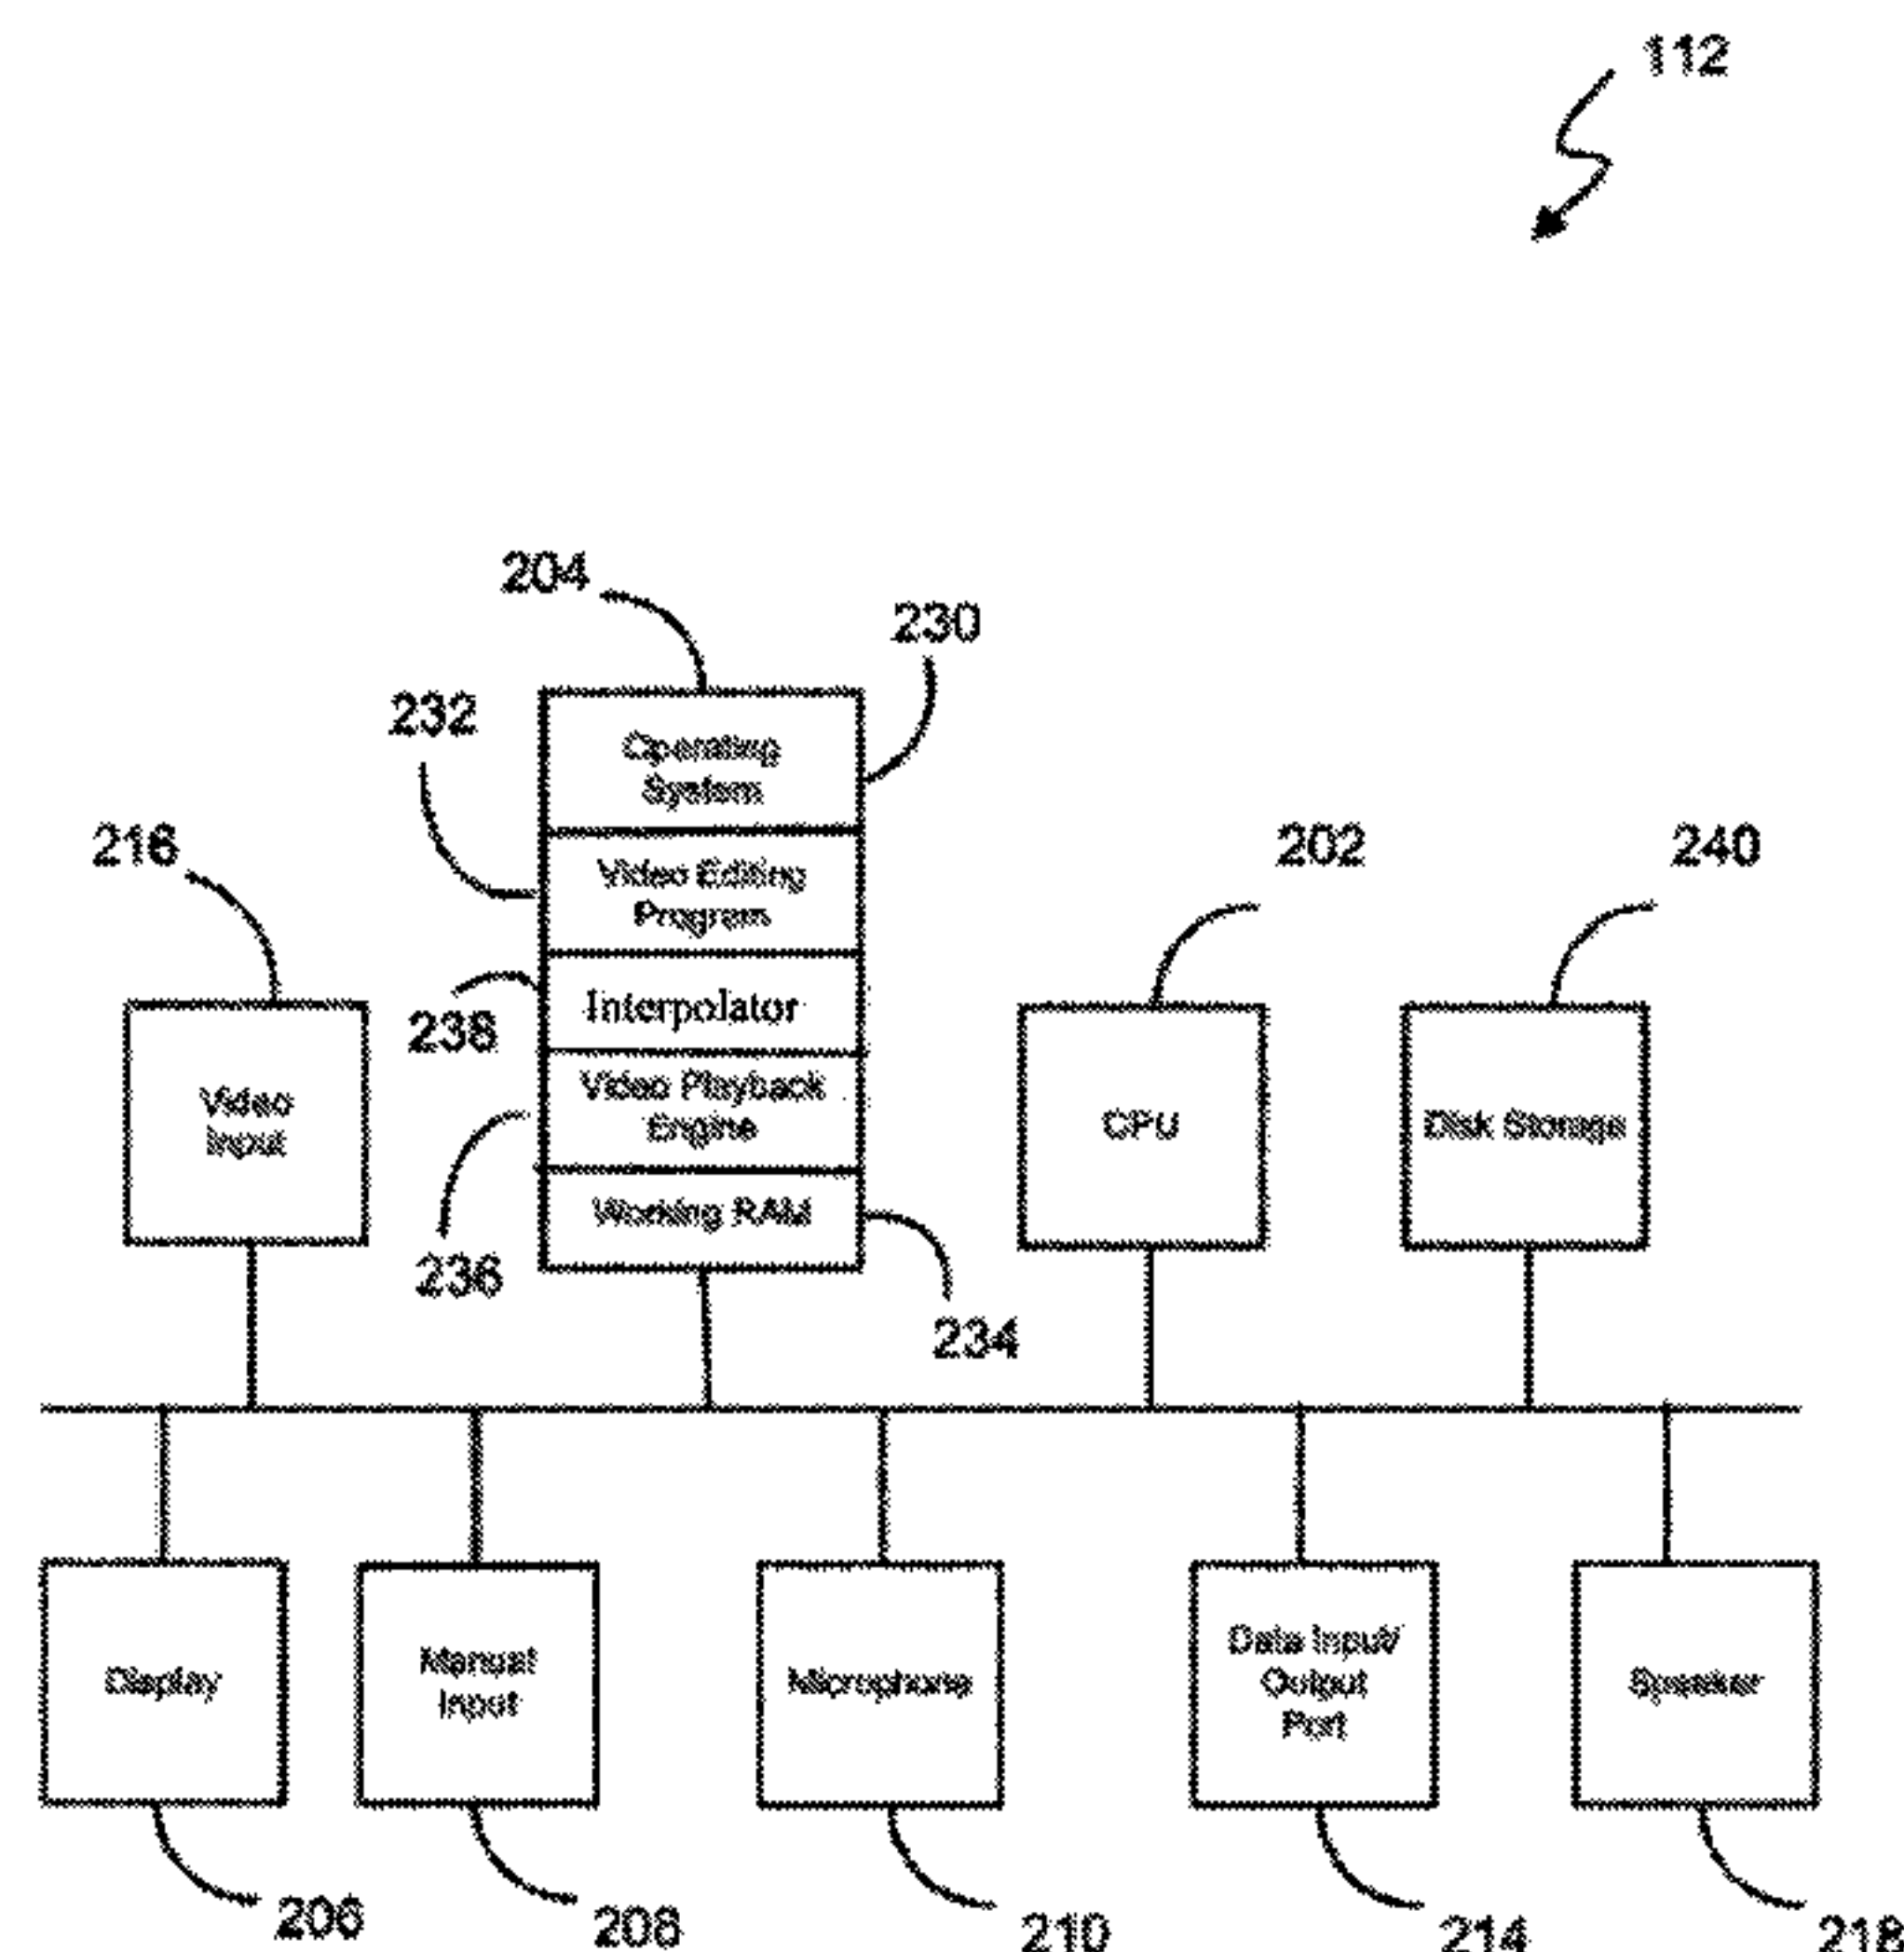 112
204
230
232
Operating
System
216
202
240
Video Editing
Program
238
Interpolator
Video
Input
Video Playback
Engine
CPU
Disk Storage
236
Working RAM
234
Display
Manual
Input
Microphone
Data Input/
Output
Port
Speaker
206
208
210
214
218